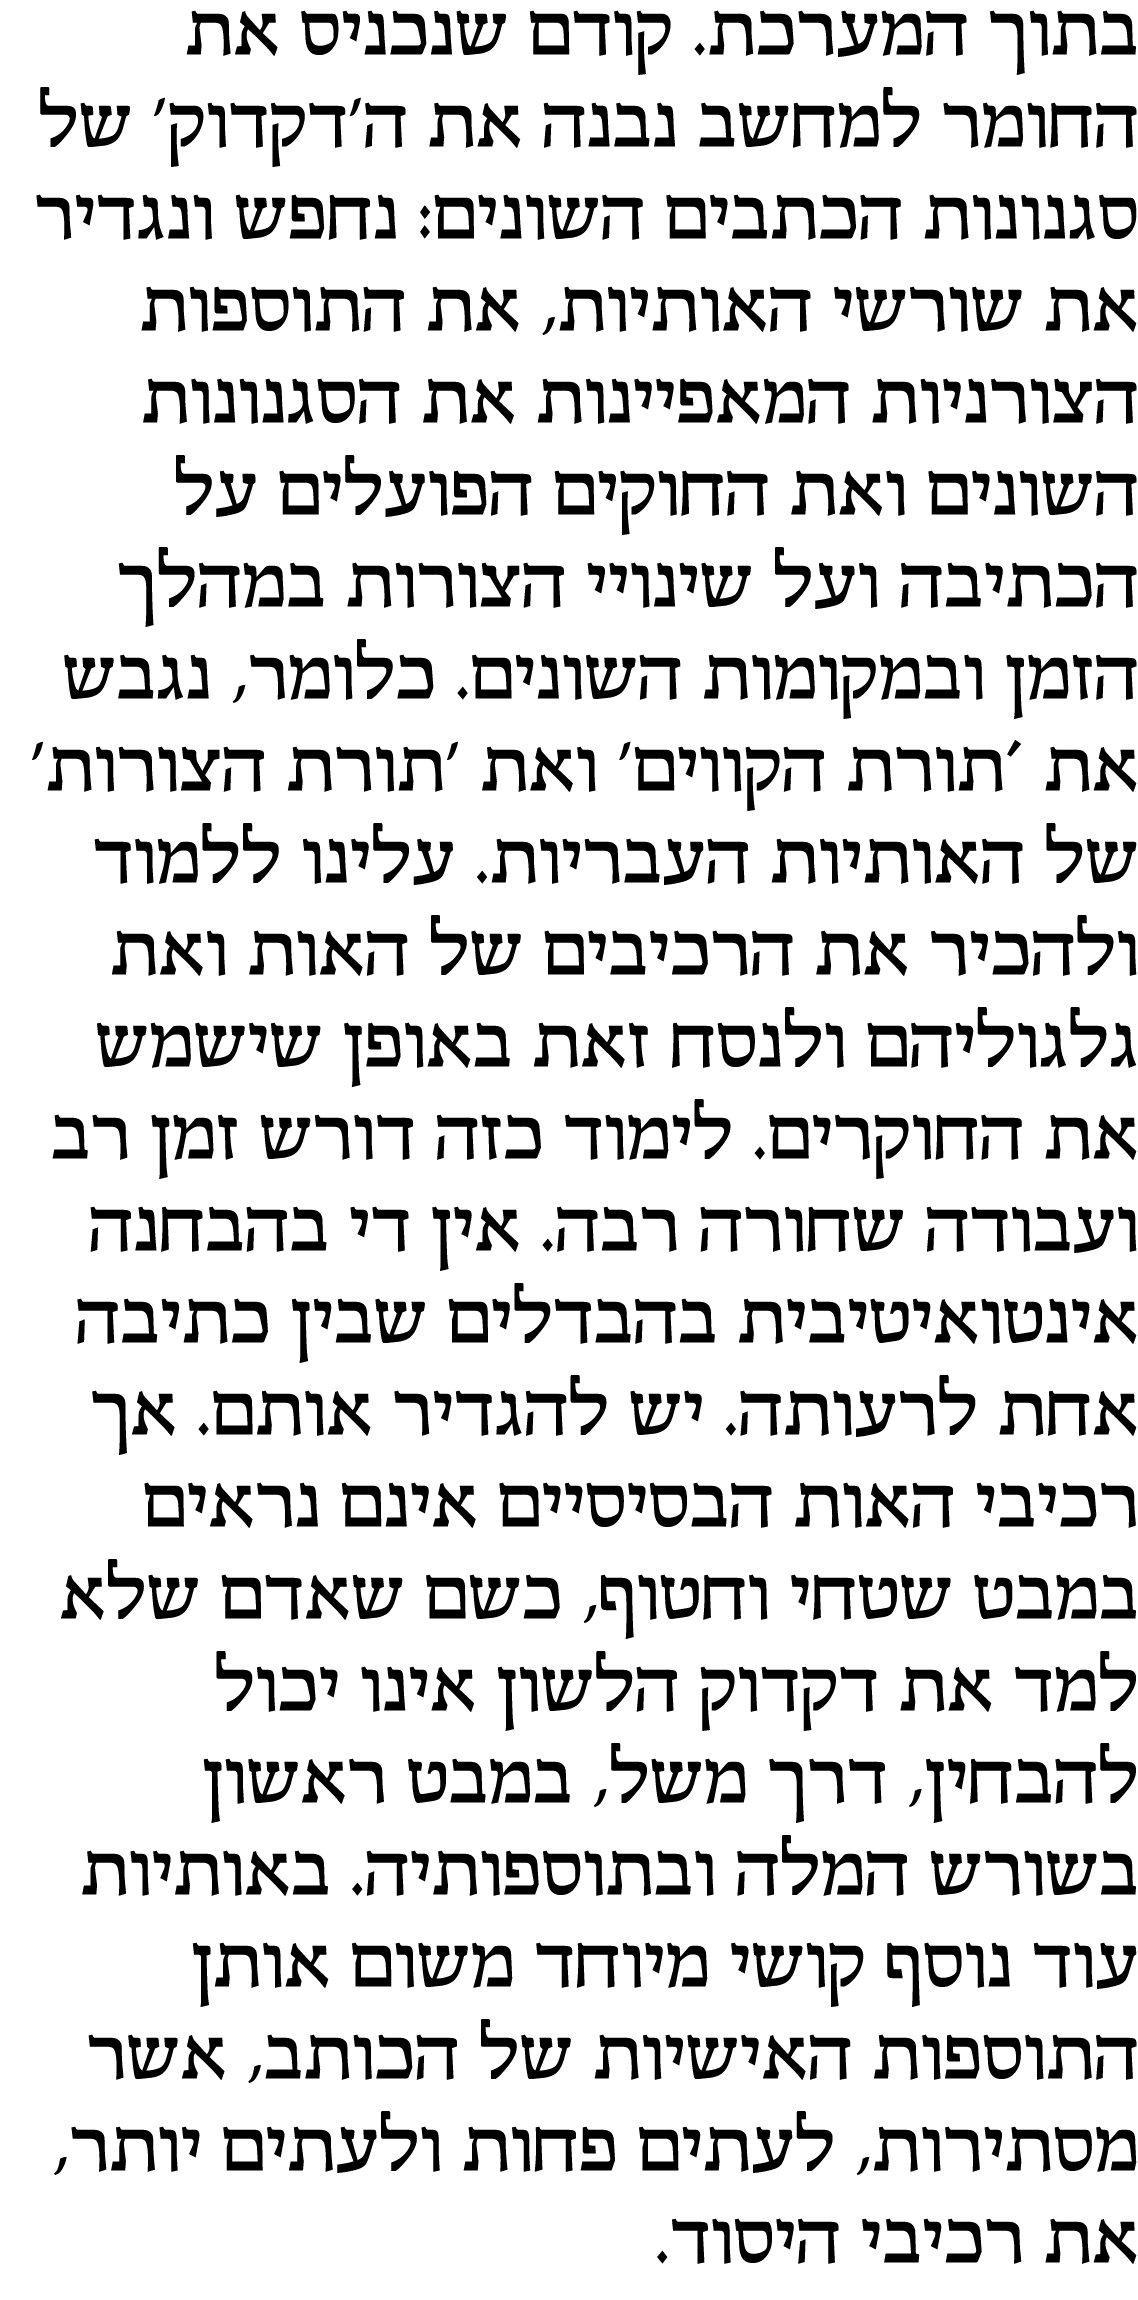 בתוך המערכת. קודם שנכניס את
החומר למחשב נבנה את ה'דקדוק' של
סגנונות הכתבים השונים: נחפש ונגדיר
את שורשי האותיות, את התוספות
הצורניות המאפיינות את הסגנונות
השונים ואת החוקים הפועלים על
הכתיבה ועל שינויי הצורות במהלך
הזמן ובמקומות השונים. כלומר, נגבש
את 'תורת הקווים' ואת 'תורת הצורות'
של האותיות העבריות. עלינו ללמוד
ולהכיר את הרכיבים של האות ואת
גלגוליהם ולנסח זאת באופן שישמש
את החוקרים. לימוד כזה דורש זמן רב
ועבודה שחורה רבה. אין די בהבחנה
אינטואיטיבית בהבדלים שבין כתיבה
אחת לרעותה. יש להגדיר אותם. אך
רכיבי האות הבסיסיים אינם נראים
במבט שטחי וחטוף, כשם שאדם שלא
למד את דקדוק הלשון אינו יכול
להבחין, דרך משל, במבט ראשון
בשורש המלה ובתוספותיה. באותיות
עוד נוסף קושי מיוחד משום אותן
התוספות האישיות של הכותב, אשר
מסתירות, לעתים פחות ולעתים יותר,
את רכיבי היסוד.